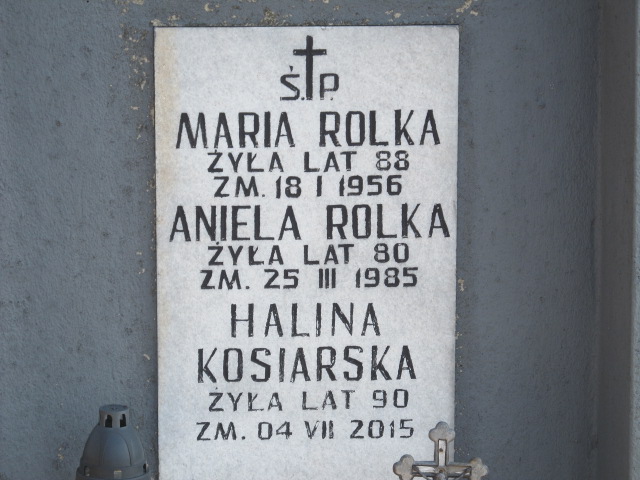 Ś.P.
MARIA ROLKA
ŻYŁA LAT 88
ZM. 18 I 1956
ANIELA ROLKA
ŻYŁA LAT 80
ZM. 25 III 1985
HALINA
KOSIARSKA
ŻYŁA LAT 90
ZM. 04 VII 2015